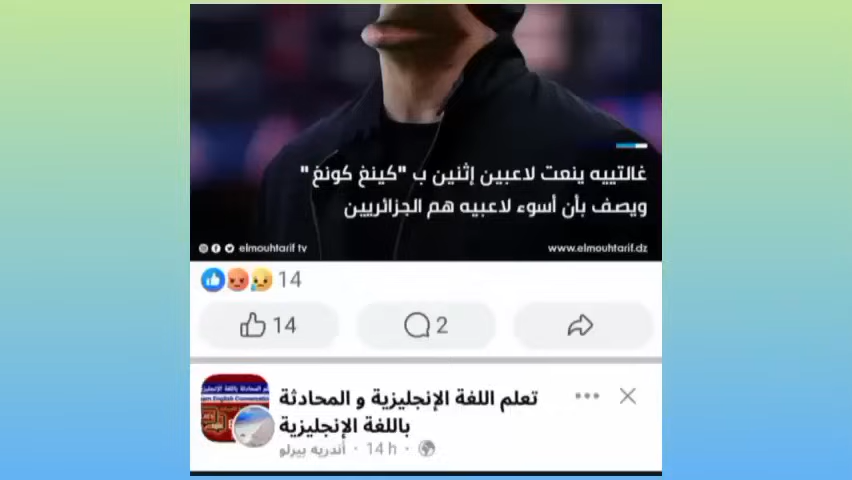 غالتييه ينعت لاعبين إثنين ب "كينغ كونغ"
ويصف بأن أسوء لاعبيه هم الجزائريين
elmouhtarif tv
www.elmouhtarif.dz
14
14
2
تعلم اللغة الإنجليزية و المحادثة
باللغة الإنجليزية
أندريه بيرلو · 14 h ·